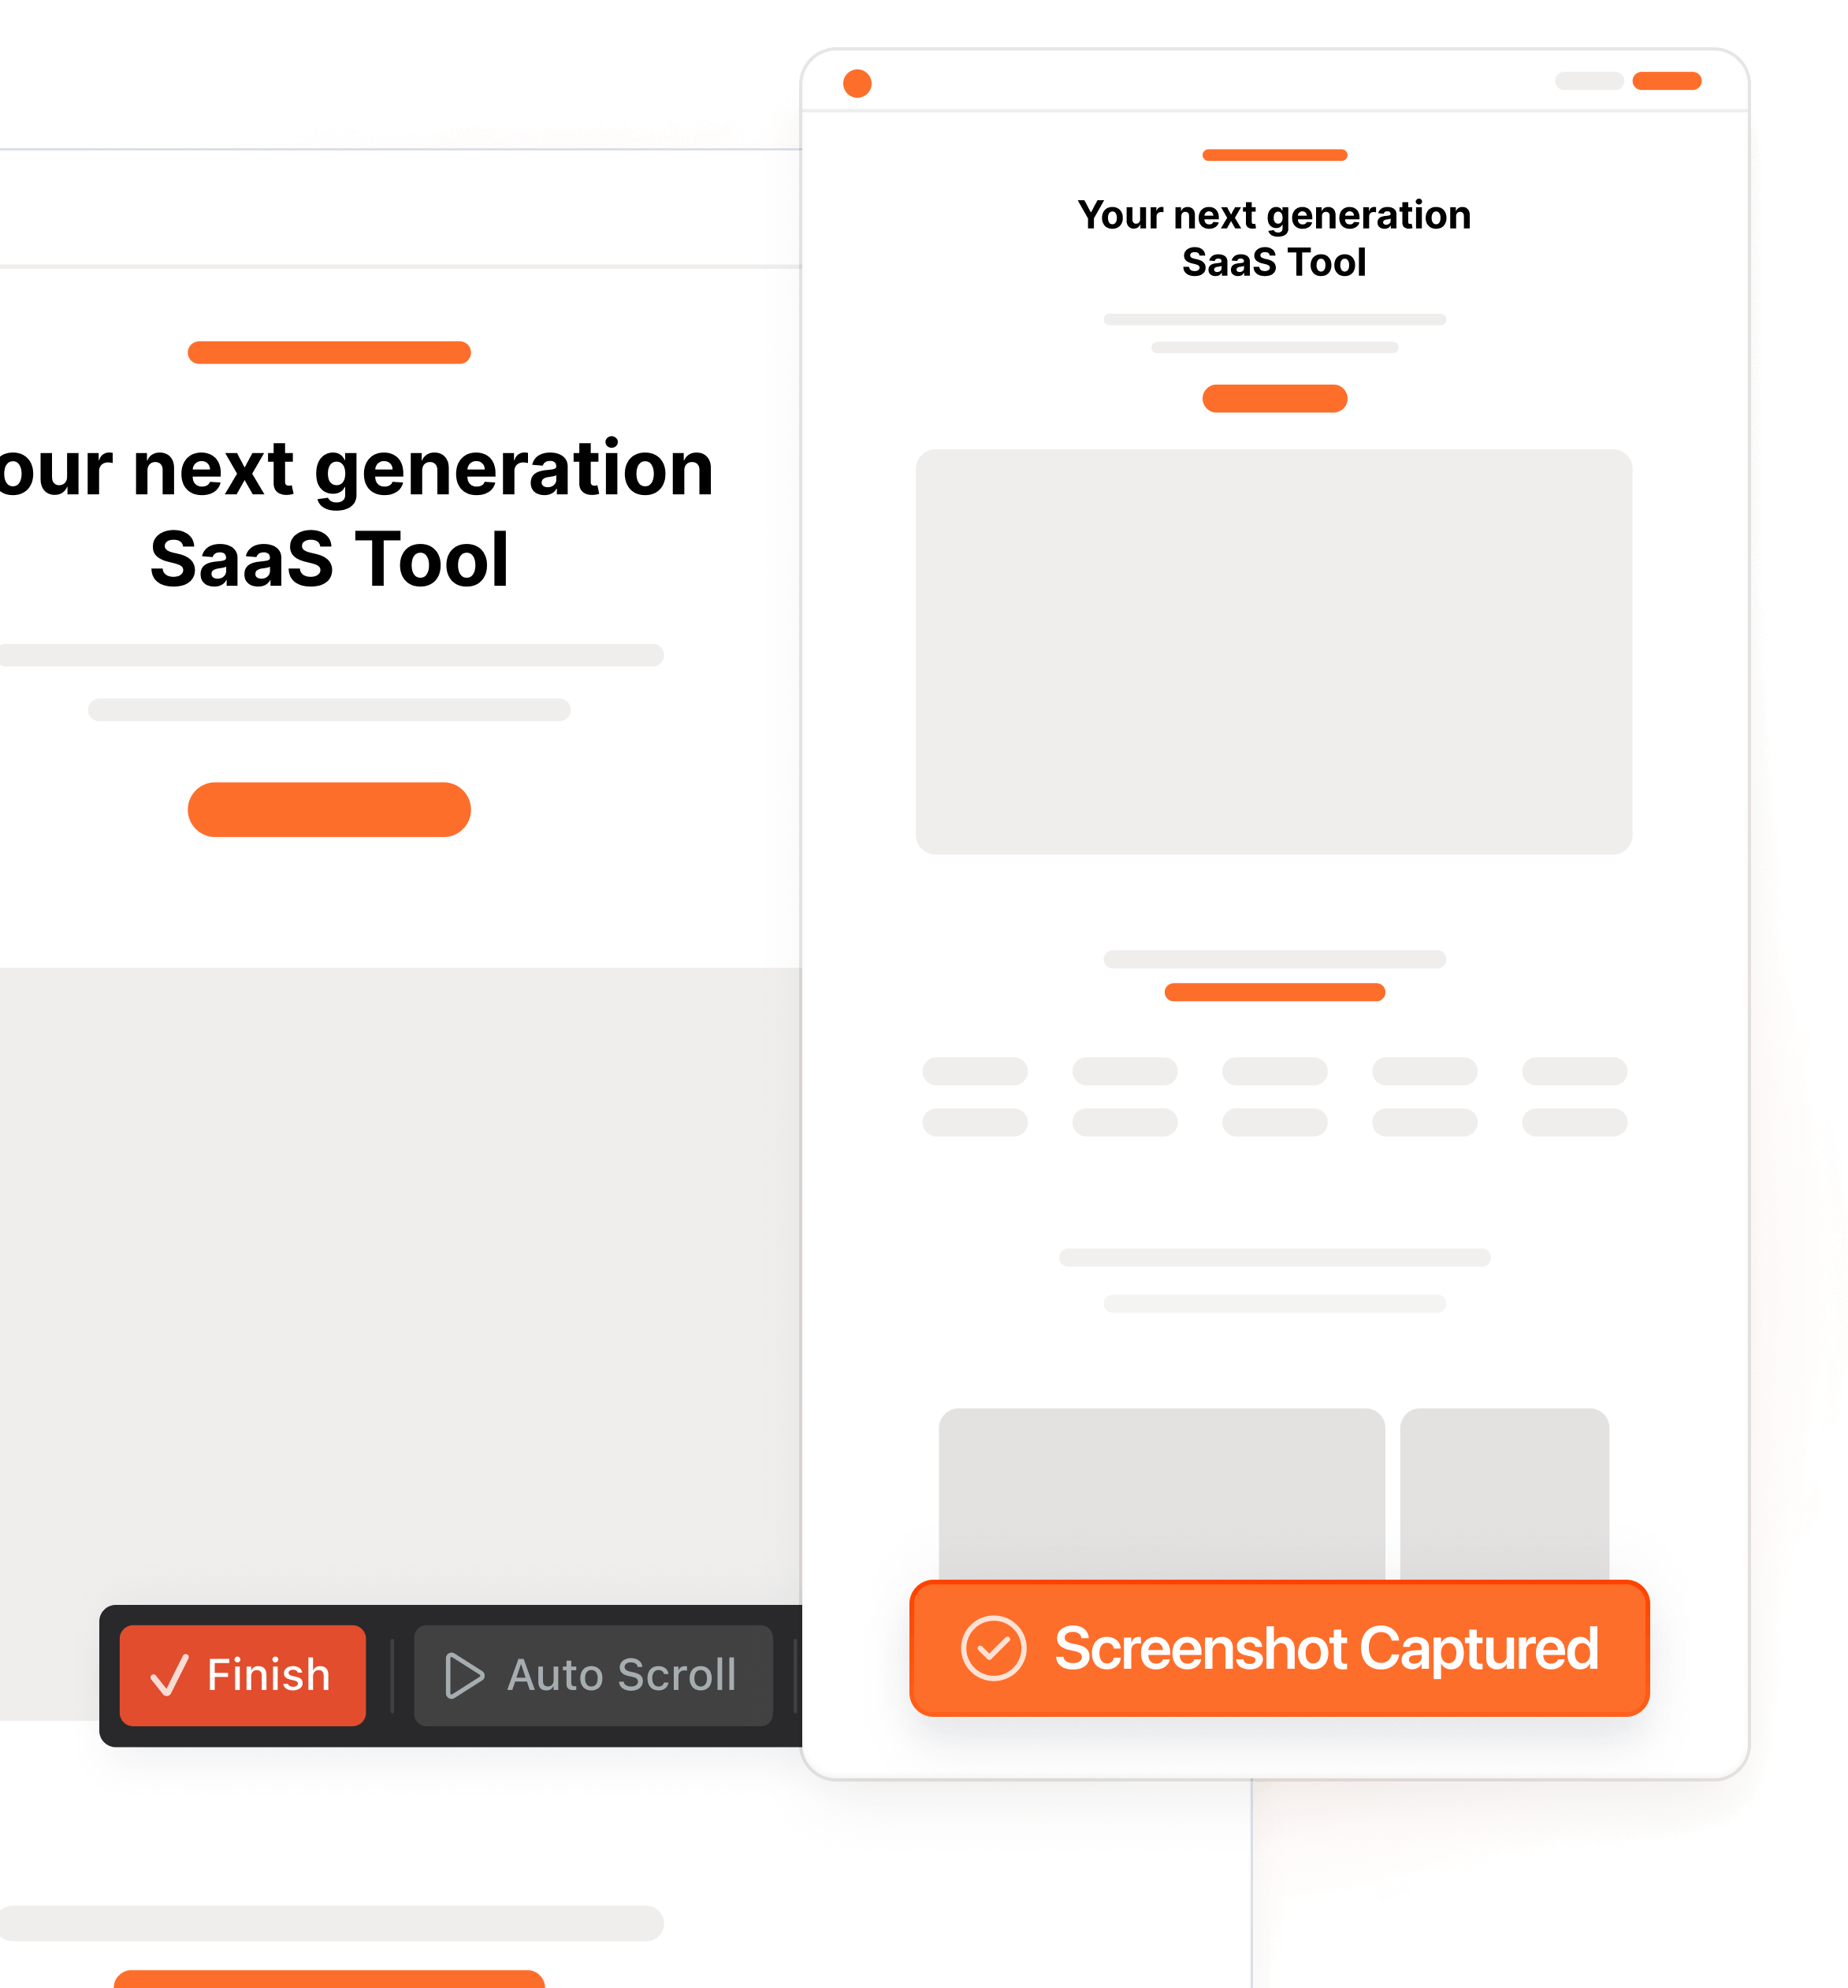 Your next generation
SaaS Tool
our next generation
SaaS Tool
Finish
Auto Scroll
Screenshot Captured